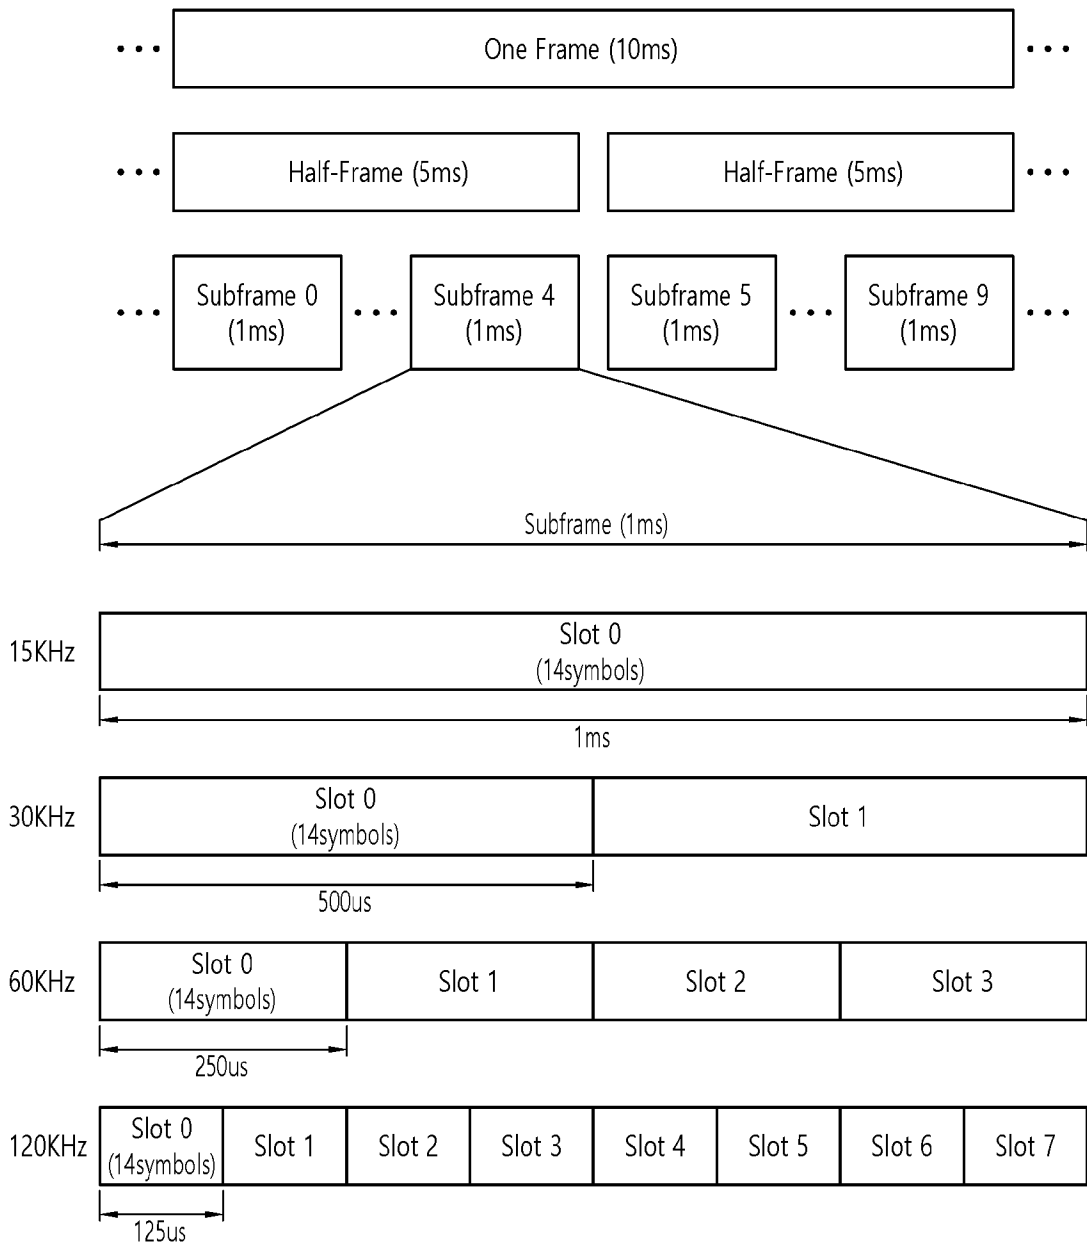 One Frame (10ms)
Half-Frame (5ms)
Half-Frame (5ms)
Subframe 0
(1ms)
Subframe 4
(1ms)
Subframe 5
(1ms)
Subframe 9
(1ms)
Subframe (1ms)
15KHz
Slot 0
(14symbols)
1ms
30KHz
Slot 0
(14symbols)
Slot 1
500us
60KHz
Slot 0
(14symbols)
Slot 1
Slot 2
Slot 3
250us
120KHz
Slot 0
(14symbols)
Slot 1
Slot 2
Slot 3
Slot 4
Slot 5
Slot 6
Slot 7
125us